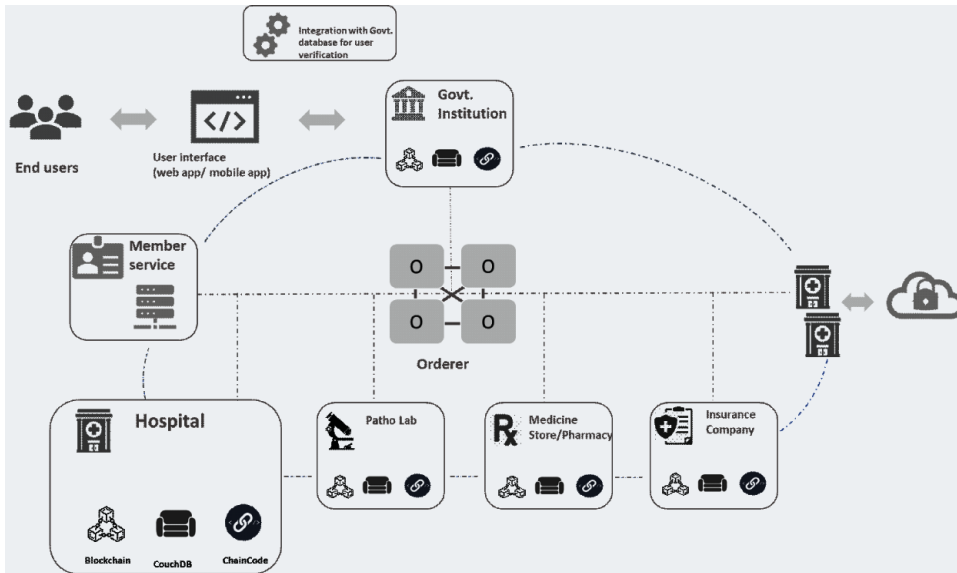 Integration with Govt.
database for user
verification
Govt.
Institution
</>
End users
User interface
(web app/ mobile app)
Member
service
O
O
O
O
Orderer
Hospital
Patho Lab
Rx
Medicine
Store/Pharmacy
Insurance
Company
Blockchain
CouchDB
ChainCode